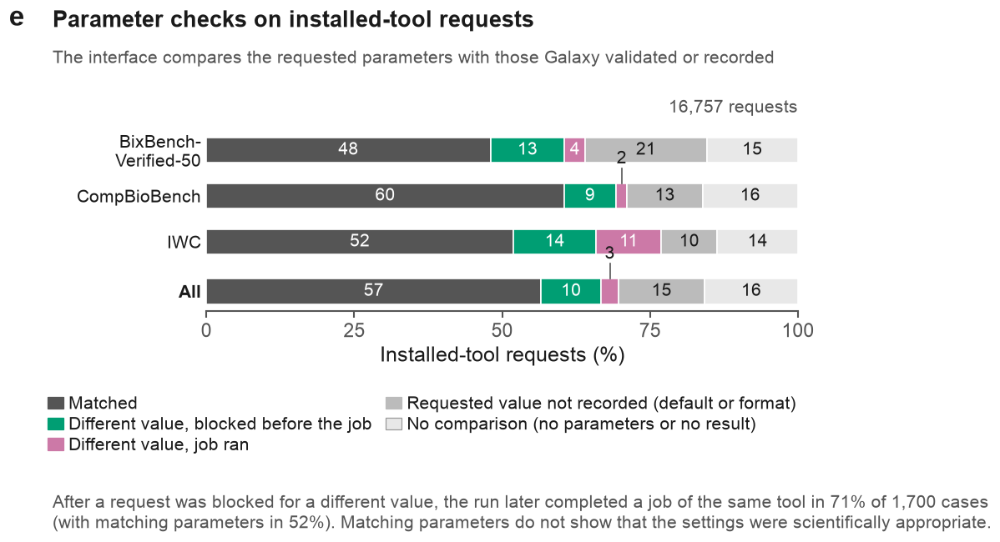 e Parameter checks on installed-tool requests
The interface compares the requested parameters with those Galaxy validated or recorded
16,757 requests
BixBench-
Verified-50
48 13 4 21 15
2
CompBioBench 60 9 13 16
IWC 52 14 11 10 14
3
All 57 10 15 16
0 25 50 75 100
Installed-tool requests (%)
Matched
Different value, blocked before the job
Different value, job ran
Requested value not recorded (default or format)
No comparison (no parameters or no result)
After a request was blocked for a different value, the run later completed a job of the same tool in 71% of 1,700 cases
(with matching parameters in 52%). Matching parameters do not show that the settings were scientifically appropriate.